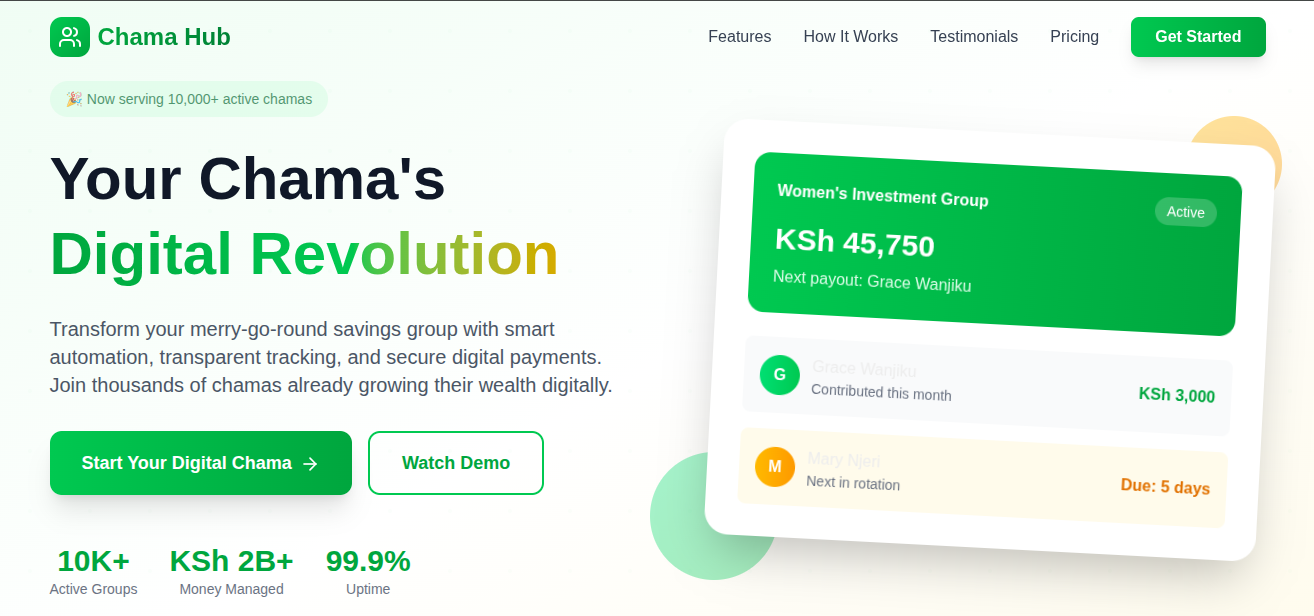 Chama Hub
Features
How It Works
Testimonials
Pricing
Get Started
🎉 Now serving 10,000+ active chamas
Your Chama's
Digital Revolution
Transform your merry-go-round savings group with smart
automation, transparent tracking, and secure digital payments.
Join thousands of chamas already growing their wealth digitally.
Start Your Digital Chama →
Watch Demo
10K+
Active Groups
KSh 2B+
Money Managed
99.9%
Uptime
Women's Investment Group
Active
KSh 45,750
Next payout: Grace Wanjiku
G
Grace Wanjiku
Contributed this month
KSh 3,000
M
Mary Njeri
Next in rotation
Due: 5 days